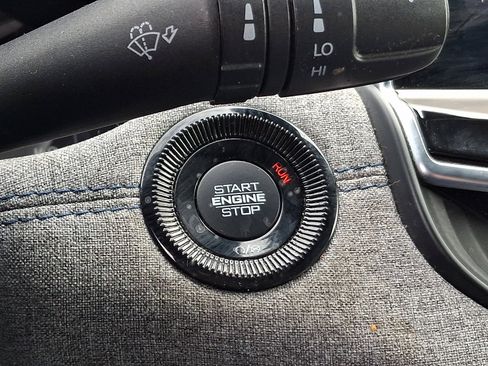 LO
HI
RUN
START
ENGINE
STOP